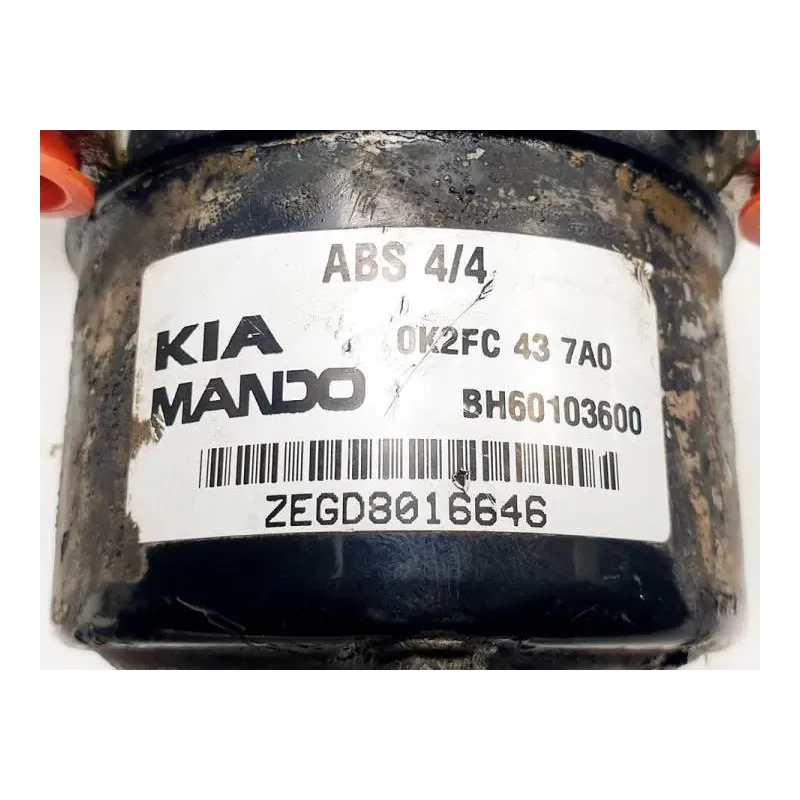 ABS 4/4
KIA 0K2FC 43 7A0
MANDO BH60103600
ZEGD8016646